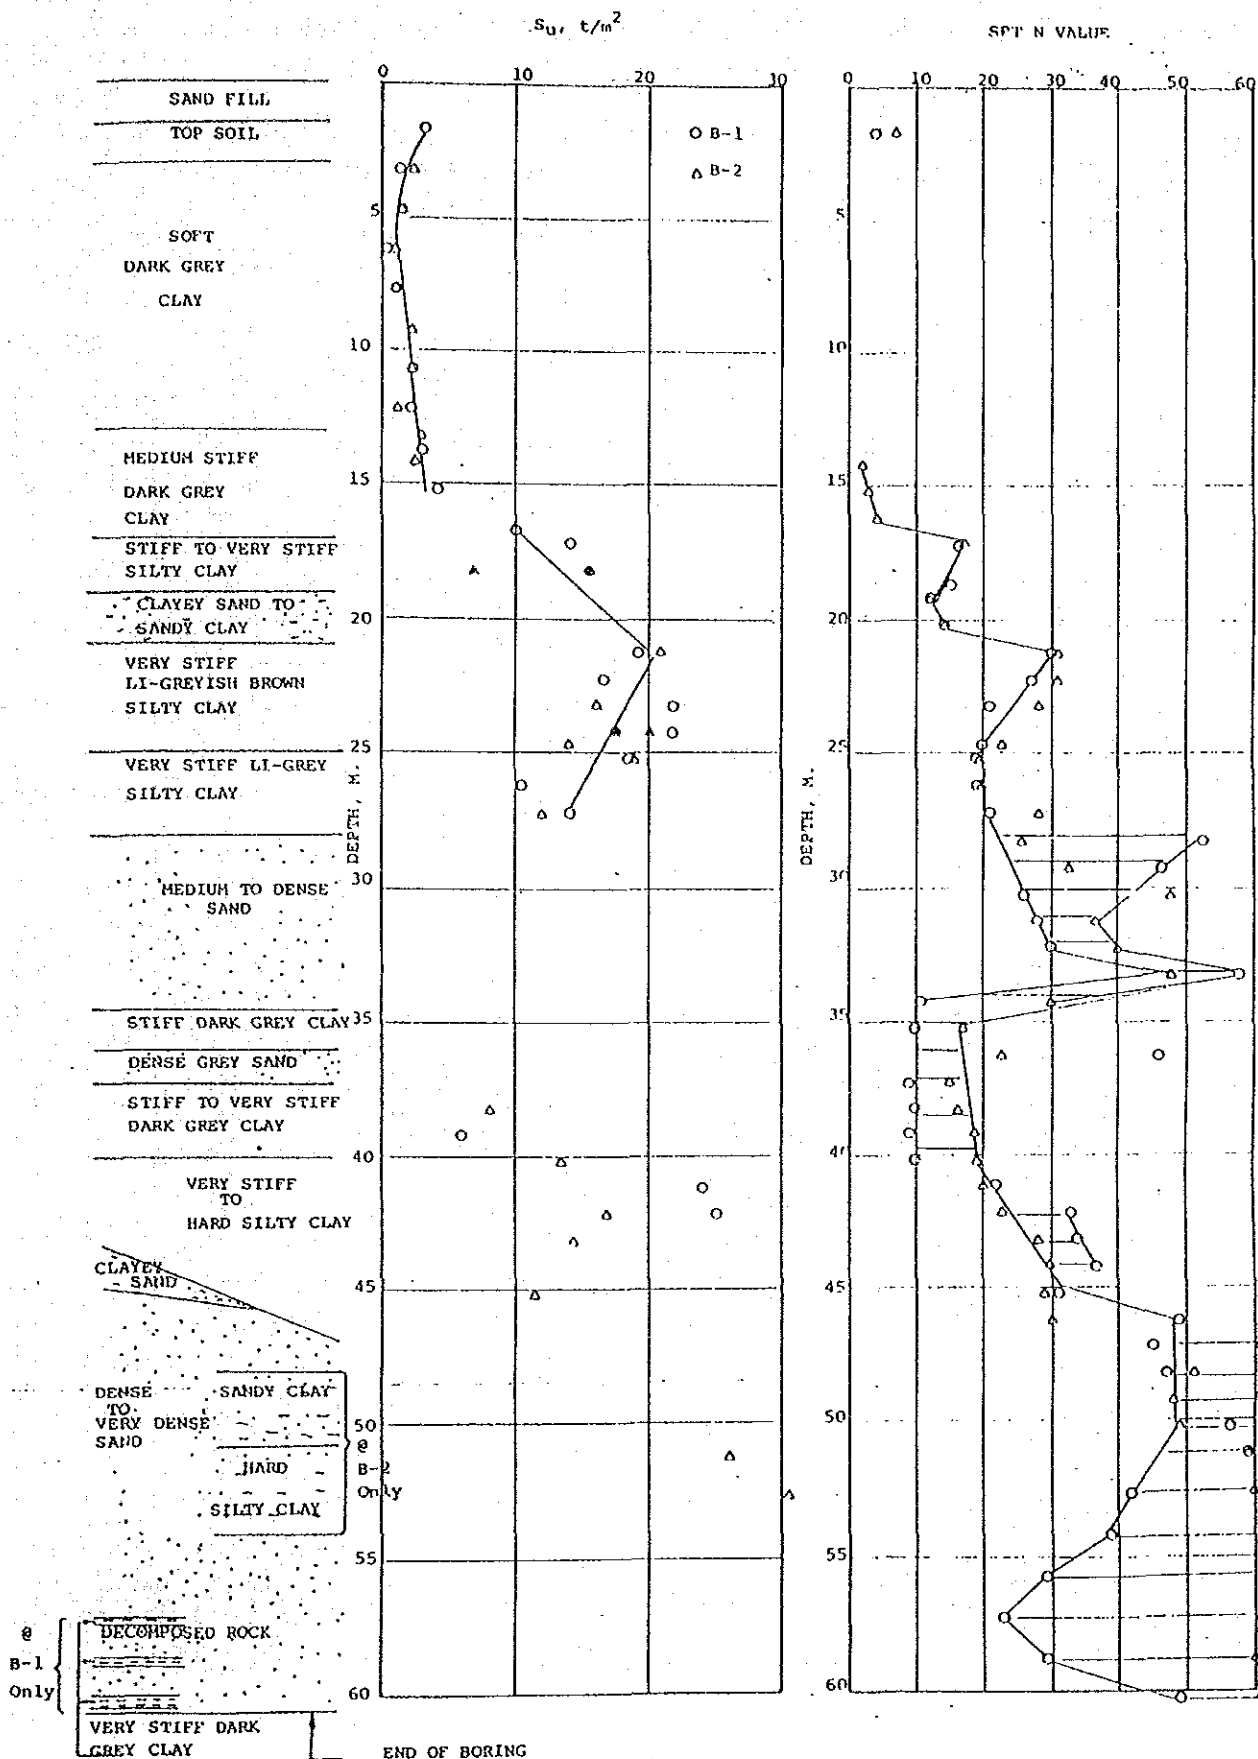 Su, t/m2
SPT N VALUE
0 10 20 30
0 10 20 30 40 50 60
SAND FILL
TOP SOIL
O B-1
△ B-2
5
5
SOFT
DARK GREY
CLAY
10
10
MEDIUM STIFF
DARK GREY
CLAY
15
15
STIFF TO VERY STIFF
SILTY CLAY
CLAYEY SAND TO
SANDY CLAY
20
20
VERY STIFF
LI-GREYISH BROWN
SILTY CLAY
25
25
VERY STIFF LI-GREY
SILTY CLAY
DEPTH, M.
DEPTH, M.
MEDIUM TO DENSE
SAND
30
30
STIFF DARK GREY CLAY
35
35
DENSE GREY SAND
STIFF TO VERY STIFF
DARK GREY CLAY
40
40
VERY STIFF
TO
HARD SILTY CLAY
CLAYEY
SAND
45
45
DENSE
TO
VERY DENSE
SAND
SANDY CLAY
50
50
HARD
SILTY CLAY
@
B-2
Only
55
55
@
B-1
Only
DECOMPOSED ROCK
60
60
VERY STIFF DARK
GREY CLAY
END OF BORING